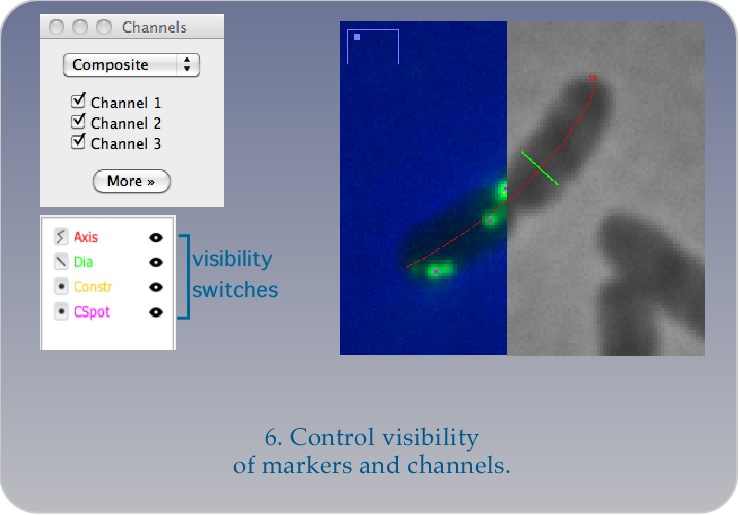 Channels
Composite
Channel 1
Channel 2
Channel 3
More »
Axis
Dia
Constr
CSpot
visibility
switches
6. Control visibility
of markers and channels.